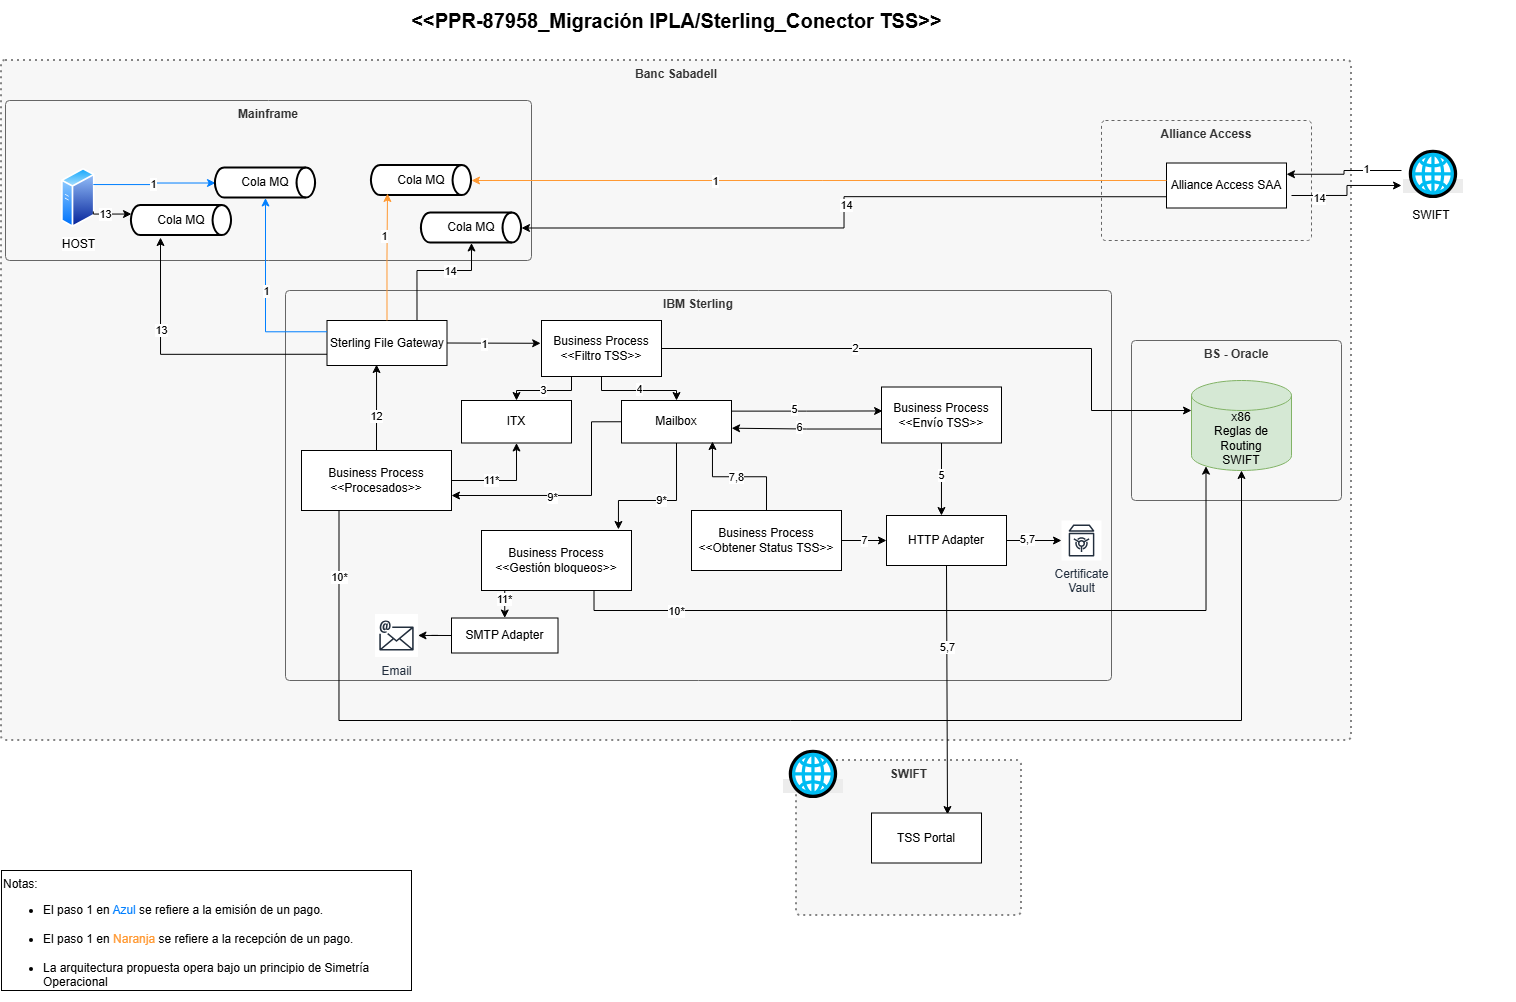 <<PPR-87958_Migración IPLA/Sterling_Conector TSS>>
Banc Sabadell
Mainframe
HOST
1
Cola MQ
13
Cola MQ
Cola MQ
Cola MQ
1
14
Alliance Access
Alliance Access SAA
1
14
SWIFT
1
1
14
13
IBM Sterling
Sterling File Gateway
1
Business Process
<<Filtro TSS>>
2
3
4
12
ITX
Mailbox
5
6
Business Process
<<Envío TSS>>
BS - Oracle
x86
Reglas de
Routing
SWIFT
Business Process
<<Procesados>>
11*
9*
9*
7,8
5
Business Process
<<Obtener Status TSS>>
7
HTTP Adapter
5,7
Certificate
Vault
Business Process
<<Gestión bloqueos>>
10*
11*
10*
SMTP Adapter
Email
5,7
SWIFT
TSS Portal
Notas:
• El paso 1 en Azul se refiere a la emisión de un pago.
• El paso 1 en Naranja se refiere a la recepción de un pago.
• La arquitectura propuesta opera bajo un principio de Simetría
Operacional